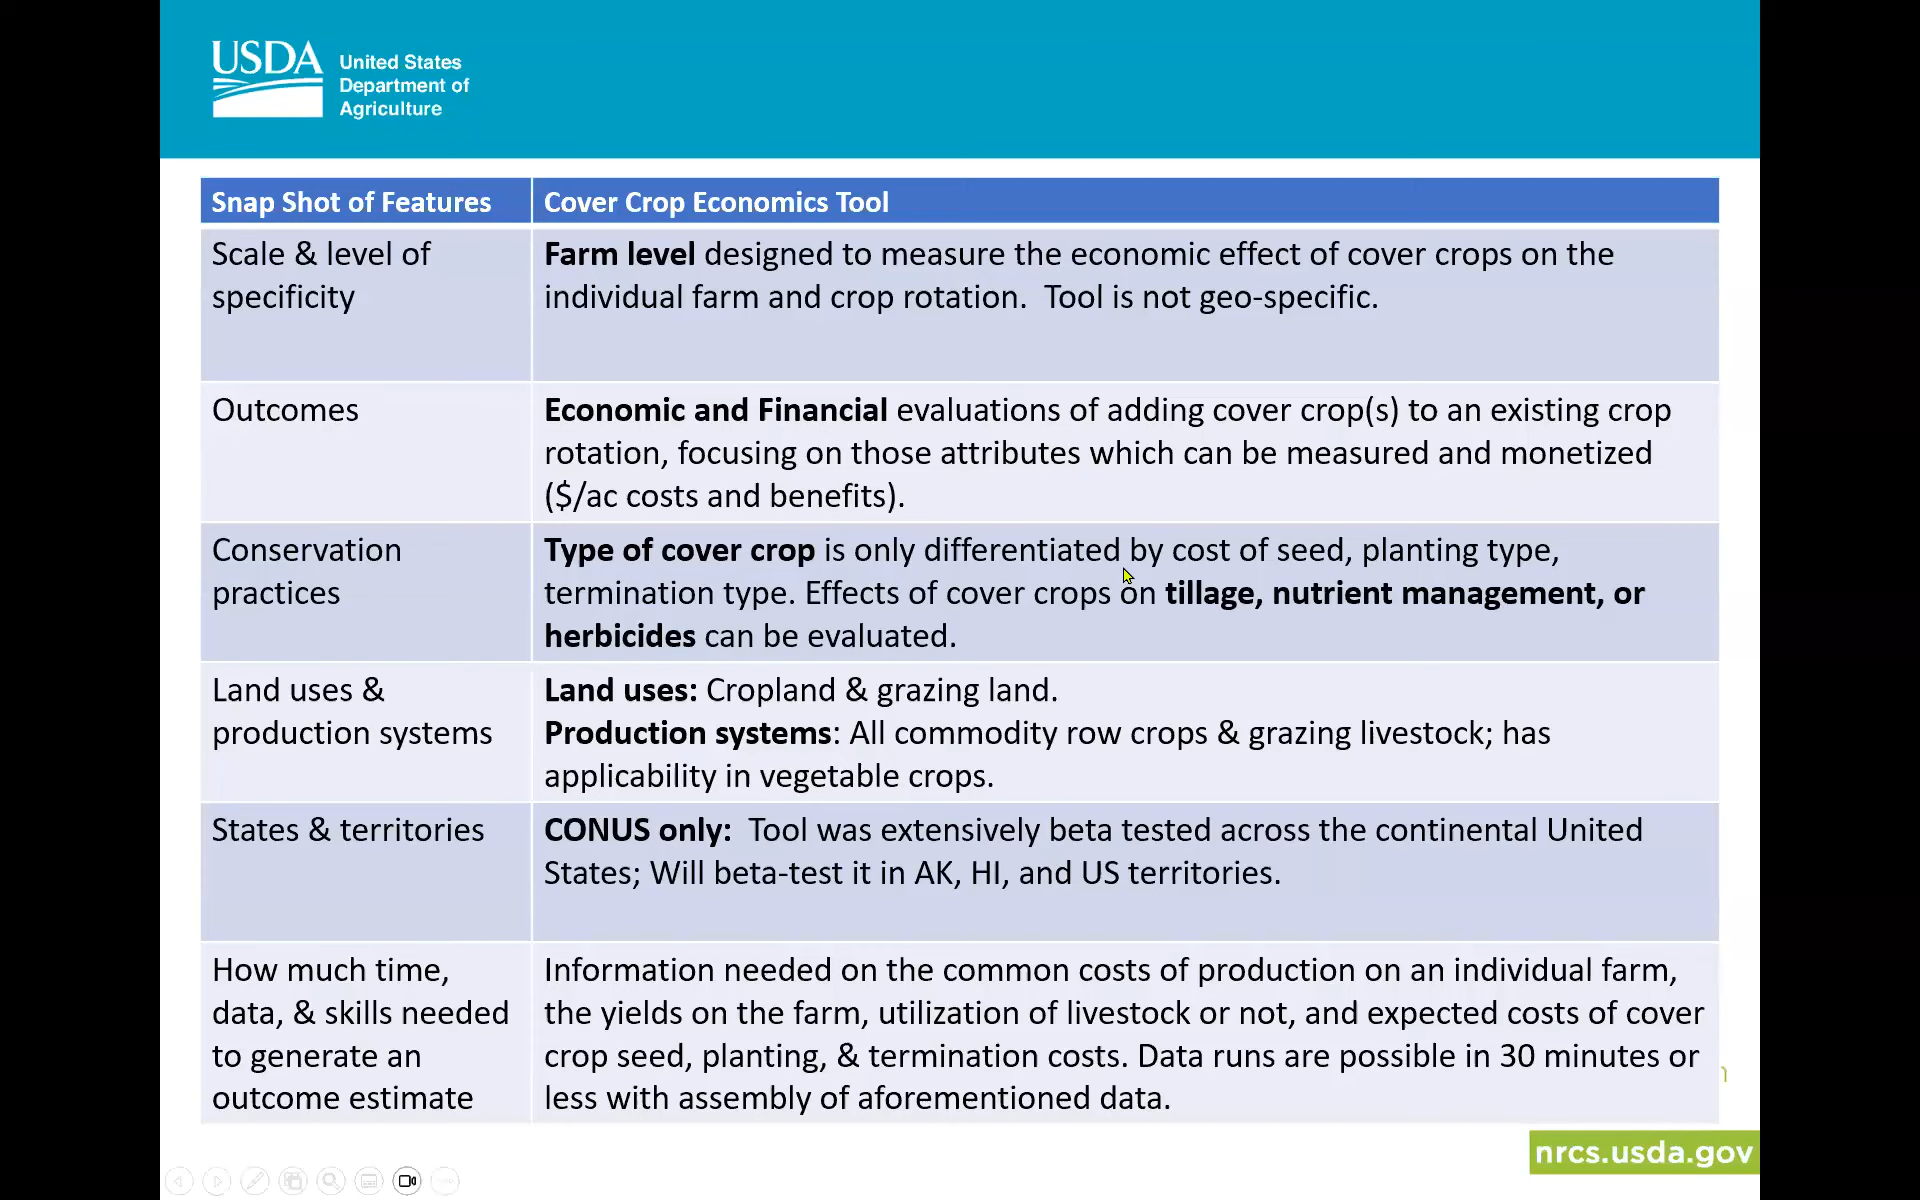 USDA
United States
Department of
Agriculture
Snap Shot of Features
Cover Crop Economics Tool
Scale & level of
specificity
Farm level designed to measure the economic effect of cover crops on the
individual farm and crop rotation.  Tool is not geo-specific.
Outcomes
Economic and Financial evaluations of adding cover crop(s) to an existing crop
rotation, focusing on those attributes which can be measured and monetized
($/ac costs and benefits).
Conservation
practices
Type of cover crop is only differentiated by cost of seed, planting type,
termination type. Effects of cover crops on tillage, nutrient management, or
herbicides can be evaluated.
Land uses &
production systems
Land uses: Cropland & grazing land.
Production systems: All commodity row crops & grazing livestock; has
applicability in vegetable crops.
States & territories
CONUS only:  Tool was extensively beta tested across the continental United
States; Will beta-test it in AK, HI, and US territories.
How much time,
data, & skills needed
to generate an
outcome estimate
Information needed on the common costs of production on an individual farm,
the yields on the farm, utilization of livestock or not, and expected costs of cover
crop seed, planting, & termination costs. Data runs are possible in 30 minutes or
less with assembly of aforementioned data.
nrcs.usda.gov